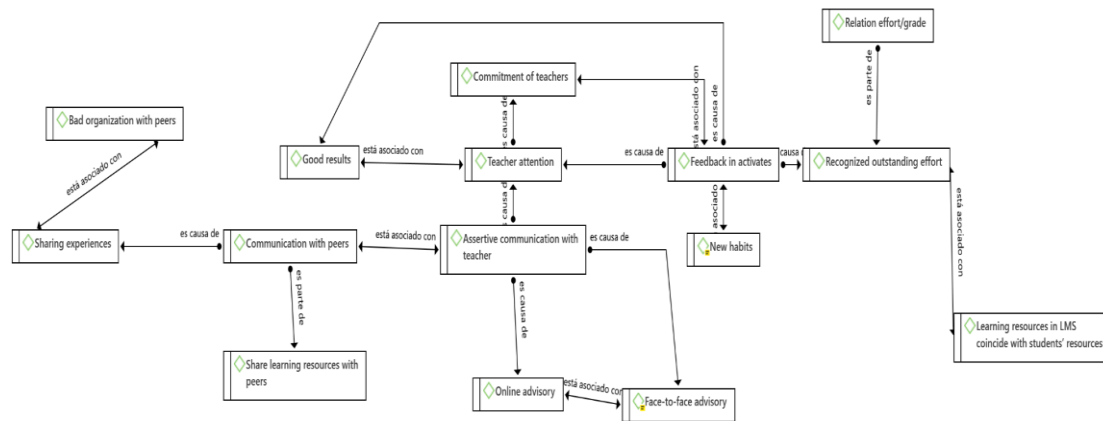 Relation effort/grade
es parte de
Commitment of teachers
está asociado con
es causa de
es causa de
Bad organization with peers
está asociado con
Good results
está asociado con
Teacher attention
es causa de
Feedback in activates
causa
Recognized outstanding effort
está asociado con
es causa d
asociado
Sharing experiences
es causa de
Communication with peers
está asociado con
Assertive communication with
teacher
es causa de
New habits
es parte de
es causa de
Learning resources in LMS
coincide with students' resources
Share learning resources with
peers
Online advisory
está asociado con
Face-to-face advisory